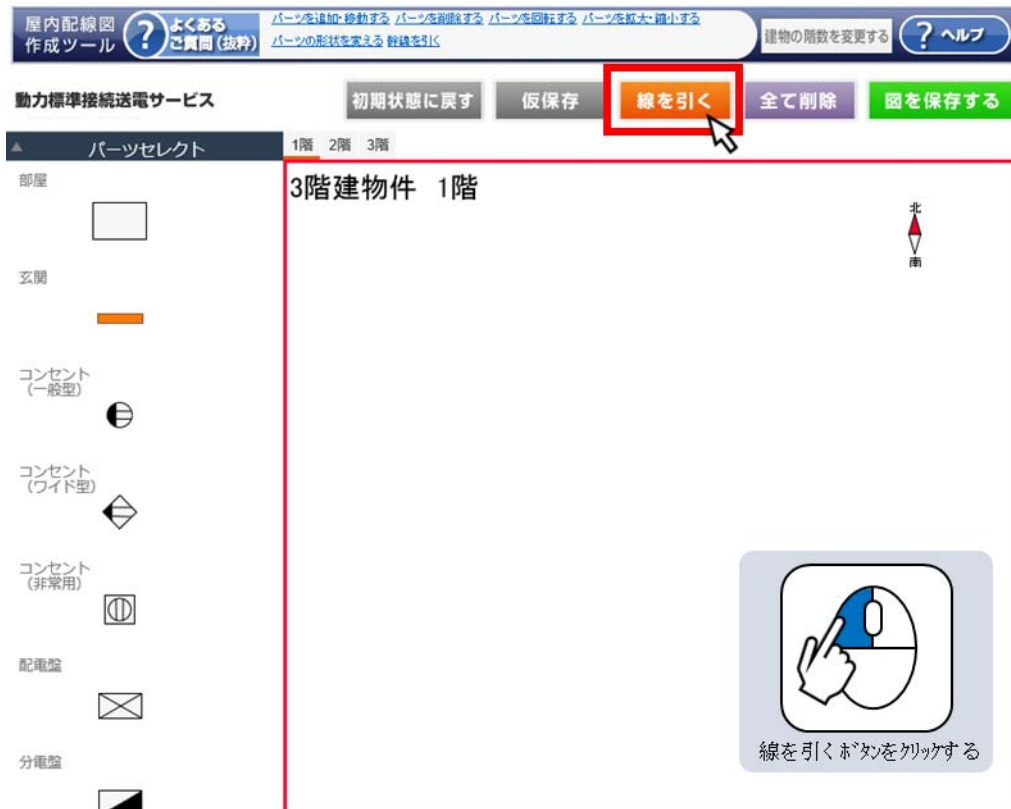 屋内配線図
作成ツール
?
よくある
ご質問(抜粋)
パーツを追加・移動する パーツを削除する パーツを回転する パーツを拡大・縮小する
パーツの形状を変える 幹線を引く
建物の階数を変更する
? ヘルプ
動力標準接続送電サービス
初期状態に戻す
仮保存
線を引く
全て削除
図を保存する
パーツセレクト
1階 2階 3階
3階建物件 1階
北
南
部屋
玄関
コンセント
(一般型)
コンセント
(ワイド型)
コンセント
(非常用)
配電盤
分電盤
線を引くボタンをクリックする